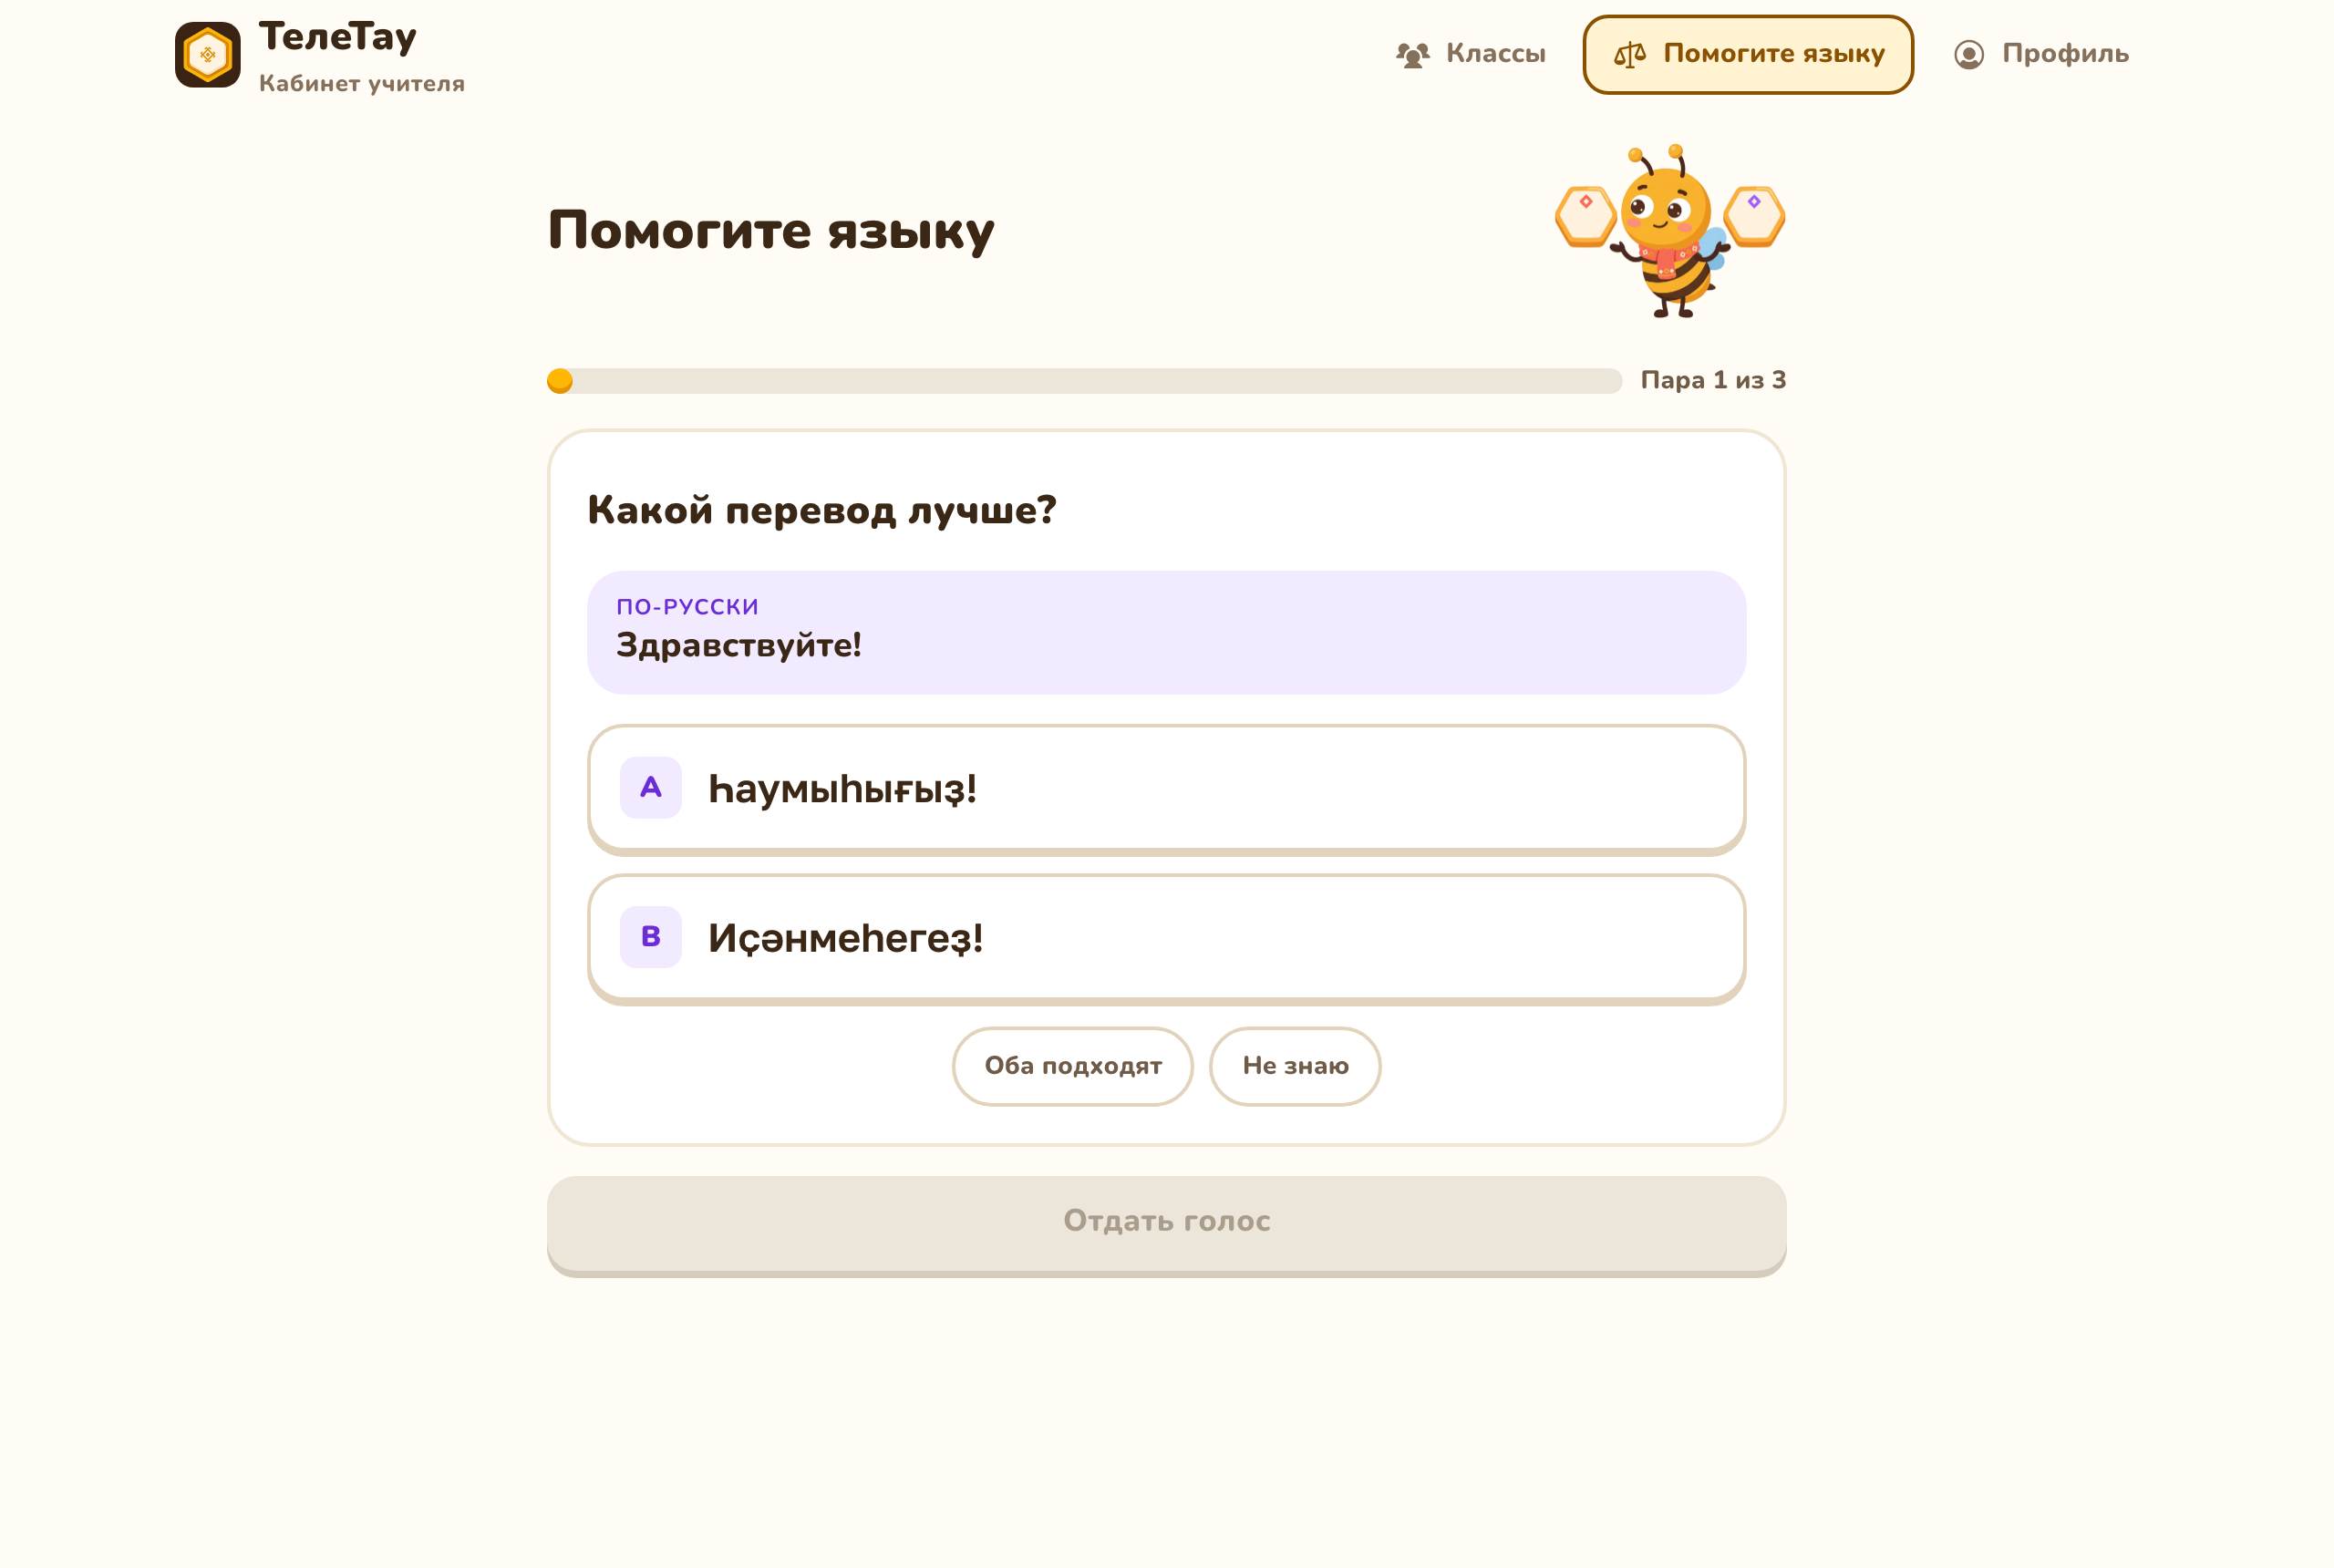 ТелеТау
Кабинет учителя
Классы
Помогите языку
Профиль
Помогите языку
Пара 1 из 3
Какой перевод лучше?
ПО-РУССКИ
Здравствуйте!
A
Һаумыһығыҙ!
B
Иҫәнмеһегеҙ!
Оба подходят
Не знаю
Отдать голос